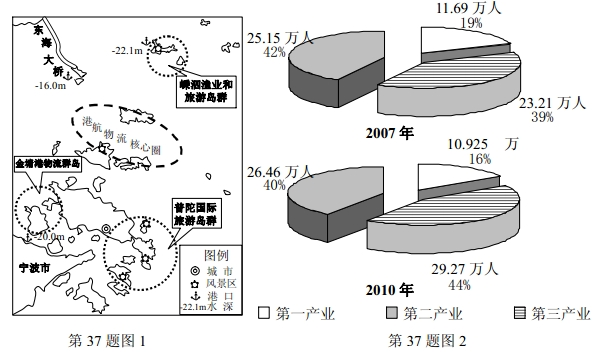 东海大桥
-16.0m
-22.1m
嵊泗渔业和
旅游岛群
港航物流核心圈
金塘港物流群岛
普陀国际
旅游岛群
-20.0m
宁波市
图例
城 市
风景区
港 口
-22.1m水 深
第 37 题图 1
11.69 万人
19%
25.15 万人
42%
23.21 万人
39%
2007 年
10.925 万
16%
26.46 万人
40%
29.27 万人
44%
2010 年
第一产业
第二产业
第三产业
第 37 题图 2